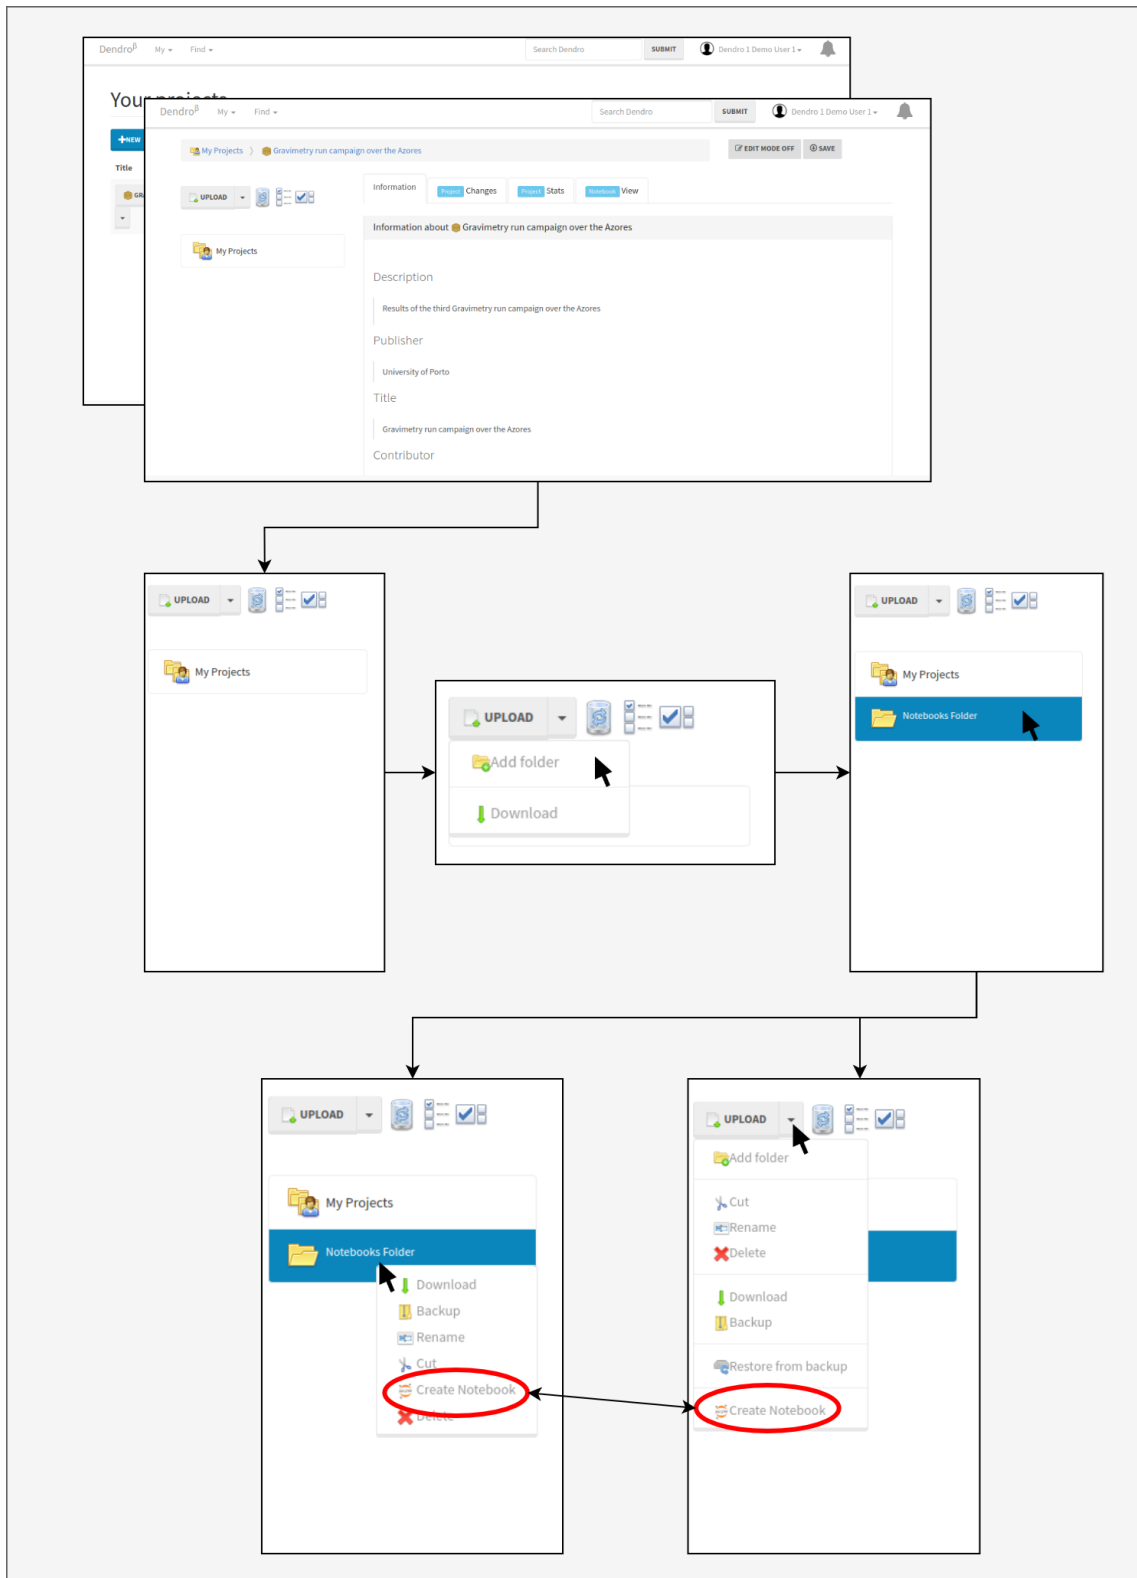 Dendroβ My Find Search Dendro SUBMIT Dendro 1 Demo User 1
Your projects
+NEW
Title
GR
Dendroβ My Find Search Dendro SUBMIT Dendro 1 Demo User 1
My Projects Gravimetry run campaign over the Azores EDIT MODE OFF SAVE
UPLOAD
Information Project Changes Project Stats Notebook View
Information about Gravimetry run campaign over the Azores
My Projects
Description
Results of the third Gravimetry run campaign over the Azores
Publisher
University of Porto
Title
Gravimetry run campaign over the Azores
Contributor
UPLOAD
My Projects
UPLOAD
Add folder
Download
UPLOAD
My Projects
Notebooks Folder
UPLOAD
My Projects
Notebooks Folder
Download
Backup
Rename
Cut
Create Notebook
Delete
UPLOAD
Add folder
Cut
Rename
Delete
Download
Backup
Restore from backup
Create Notebook